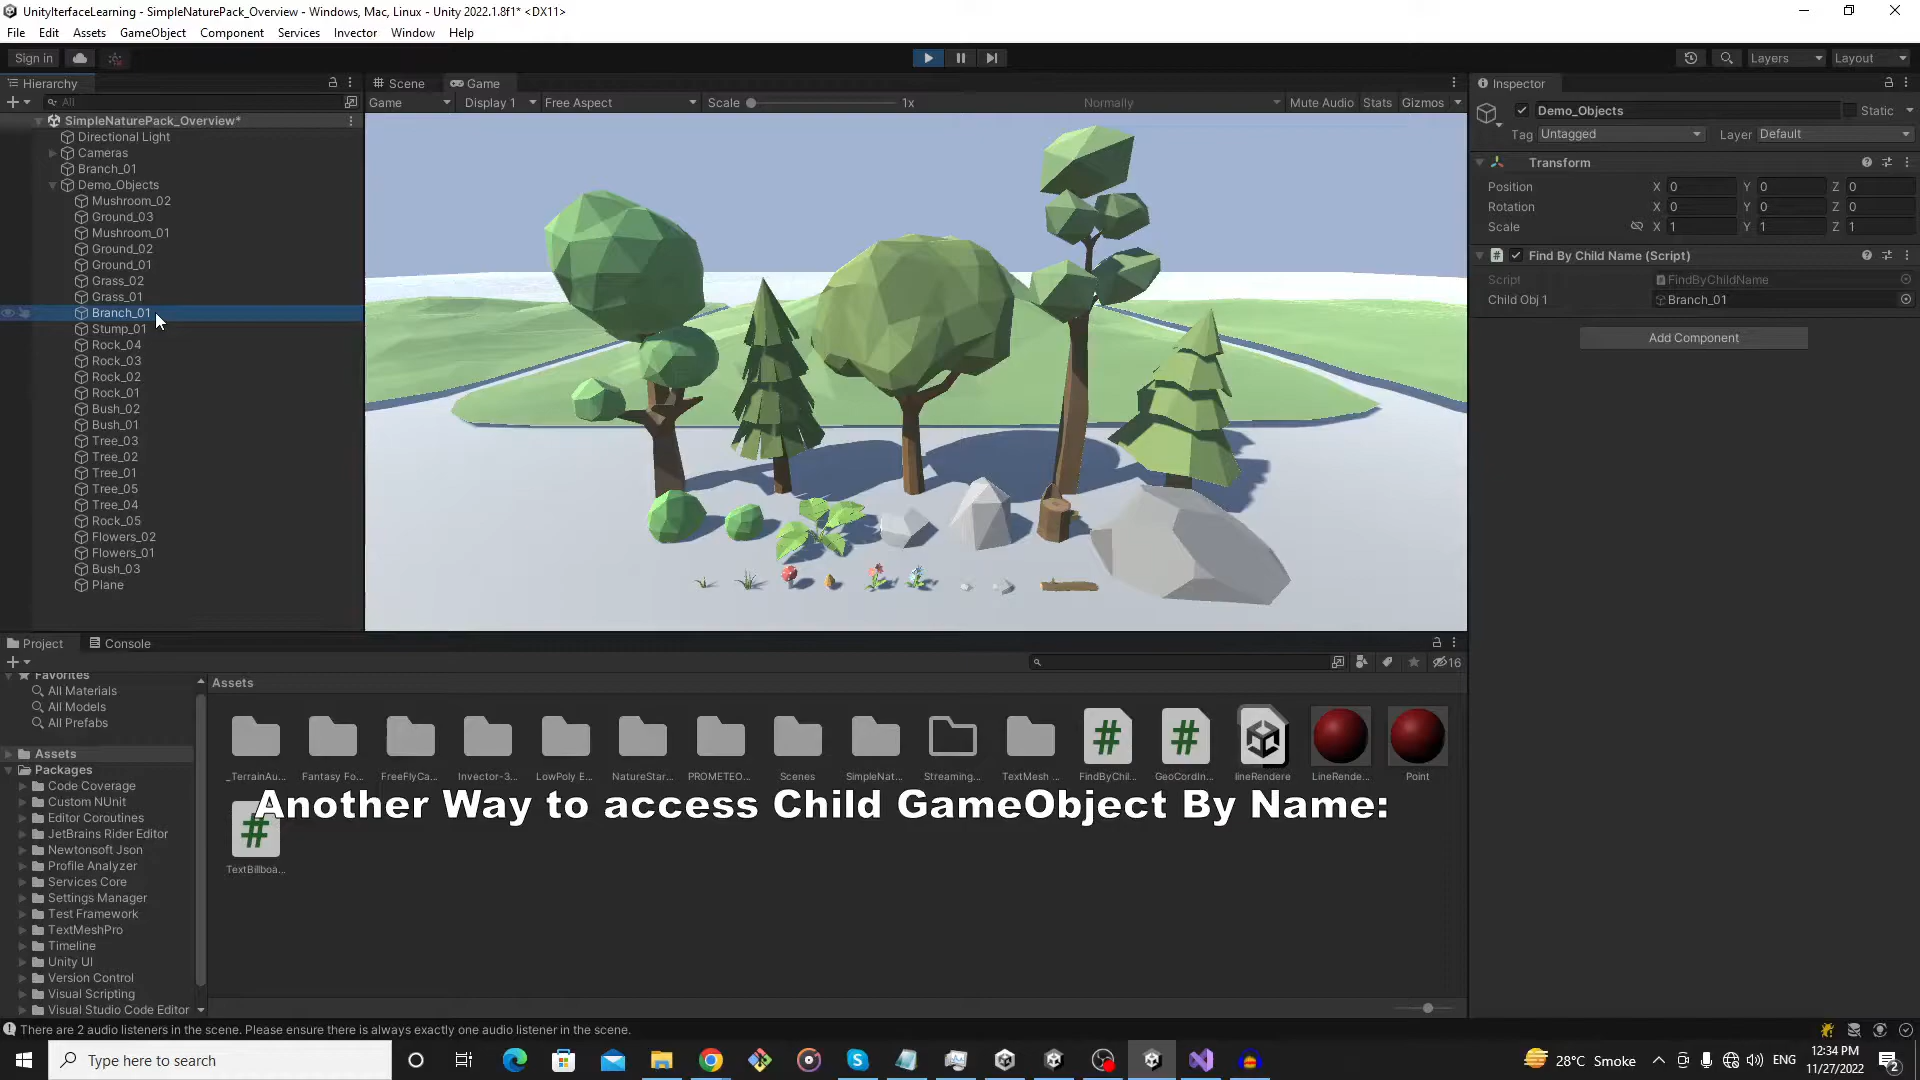 UnityIterfaceLearning - SimpleNaturePack_Overview - Windows, Mac, Linux - Unity 2022.1.8f1* <DX11>
File Edit Assets GameObject Component Services Invector Window Help
Sign in
Layers Layout
Hierarchy
Scene Game
Inspector
All
Game Display 1 Free Aspect Scale 1x Normally Mute Audio Stats Gizmos
SimpleNaturePack_Overview*
Directional Light
Cameras
Branch_01
Demo_Objects
Mushroom_02
Ground_03
Mushroom_01
Ground_02
Ground_01
Grass_02
Grass_01
Branch_01
Stump_01
Rock_04
Rock_03
Rock_02
Rock_01
Bush_02
Bush_01
Tree_03
Tree_02
Tree_01
Tree_05
Tree_04
Rock_05
Flowers_02
Flowers_01
Bush_03
Plane
Demo_Objects Static
Tag Untagged Layer Default
Transform
Position X 0 Y 0 Z 0
Rotation X 0 Y 0 Z 0
Scale X 1 Y 1 Z 1
# Find By Child Name (Script)
Script FindByChildName
Child Obj 1 Branch_01
Add Component
Project Console
16
Favorites
All Materials
All Models
All Prefabs
Assets
Packages
Code Coverage
Custom NUnit
Editor Coroutines
JetBrains Rider Editor
Newtonsoft Json
Profile Analyzer
Services Core
Settings Manager
Test Framework
TextMeshPro
Timeline
Unity UI
Version Control
Visual Scripting
Visual Studio Code Editor
Assets
_TerrainAu... Fantasy Fo... FreeFlyCa... Invector-3... LowPoly E... NatureStar... PROMETEO... Scenes SimpleNat... Streaming... TextMesh ... FindByChil... GeoCordIn... lineRendere LineRende... Point
Another Way to access Child GameObject By Name:
TextBillboa...
There are 2 audio listeners in the scene. Please ensure there is always exactly one audio listener in the scene.
Type here to search
28°C Smoke
ENG
12:34 PM
11/27/2022
2